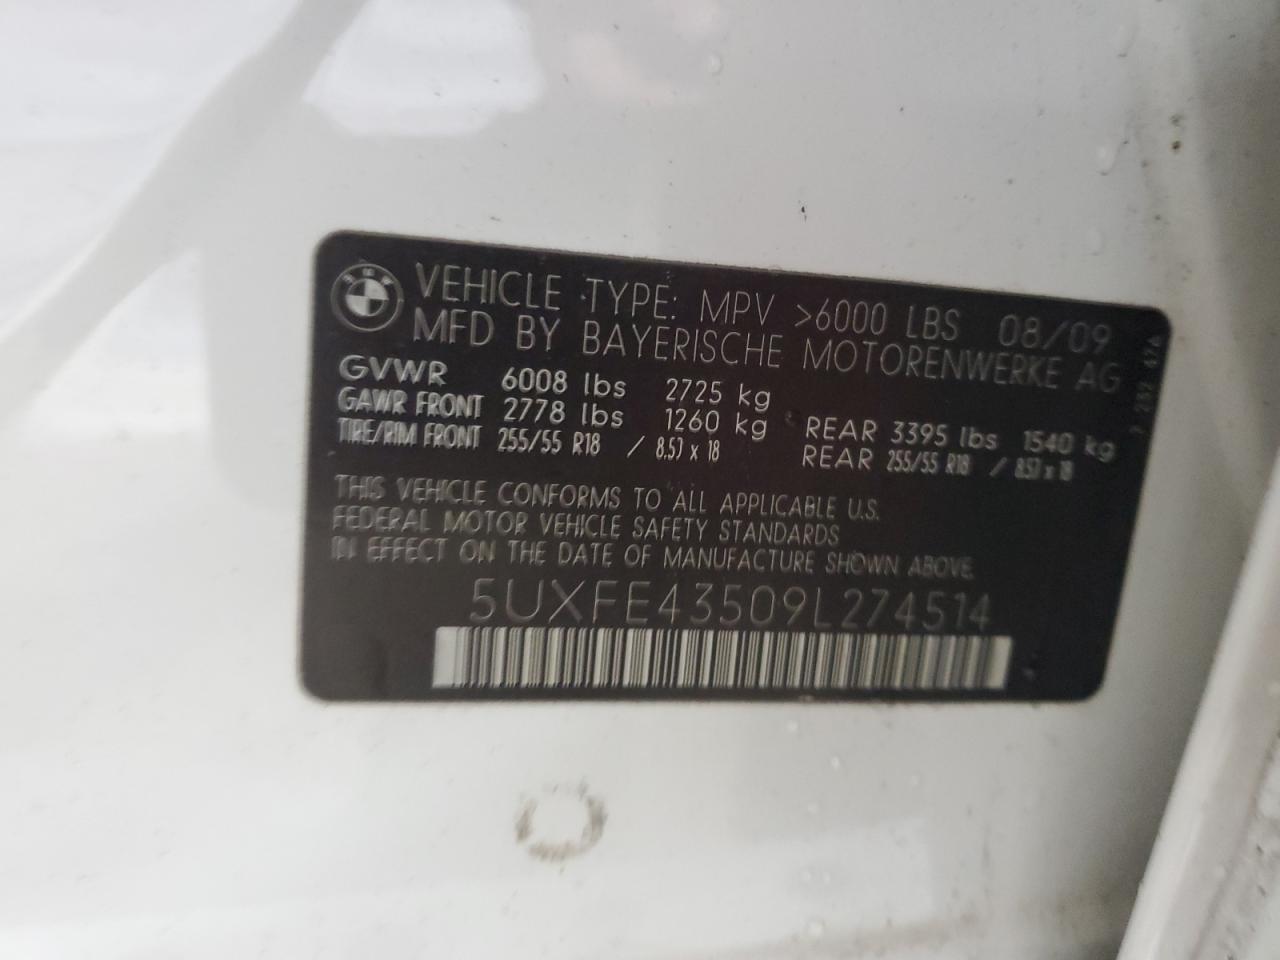 VEHICLE TYPE: MPV >6000 LBS 08/09
MFD BY BAYERISCHE MOTORENWERKE AG
GVWR 6008 lbs 2725 kg
GAWR FRONT 2778 lbs 1260 kg REAR 3395 lbs 1540 kg
TIRE/RIM FRONT 255/55 R18 / 8.5J x 18 REAR 255/55 R18 / 8.5J x 18
THIS VEHICLE CONFORMS TO ALL APPLICABLE U.S.
FEDERAL MOTOR VEHICLE SAFETY STANDARDS
IN EFFECT ON THE DATE OF MANUFACTURE SHOWN ABOVE
5UXFE43509L274514